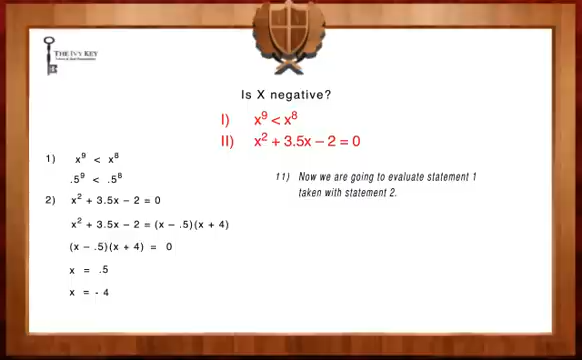 THE IVY KEY
Is X negative?
I) x⁹ < x⁸
II) x² + 3.5x – 2 = 0
1) x⁹ < x⁸
.5⁹ < .5⁸
2) x² + 3.5x – 2 = 0
x² + 3.5x – 2 = (x – .5)(x + 4)
(x – .5)(x + 4) = 0
x = .5
x = - 4
11) Now we are going to evaluate statement 1
taken with statement 2.